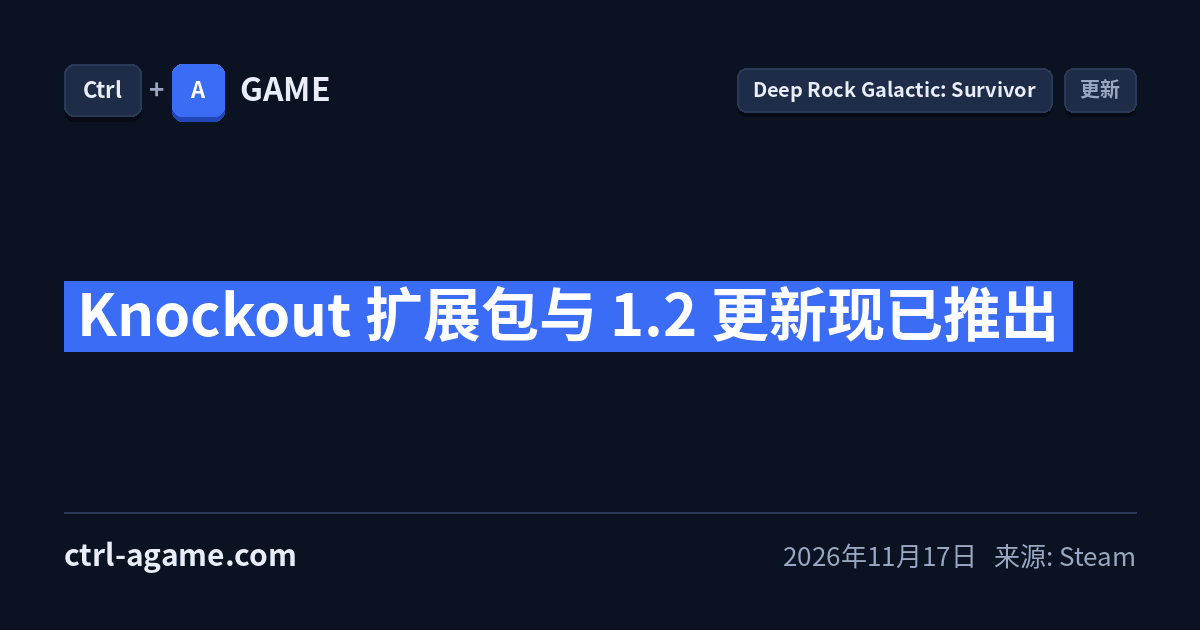 Ctrl + A GAME
Deep Rock Galactic: Survivor 更新
Knockout 扩展包与 1.2 更新现已推出
ctrl-agame.com
2026年11月17日 来源: Steam